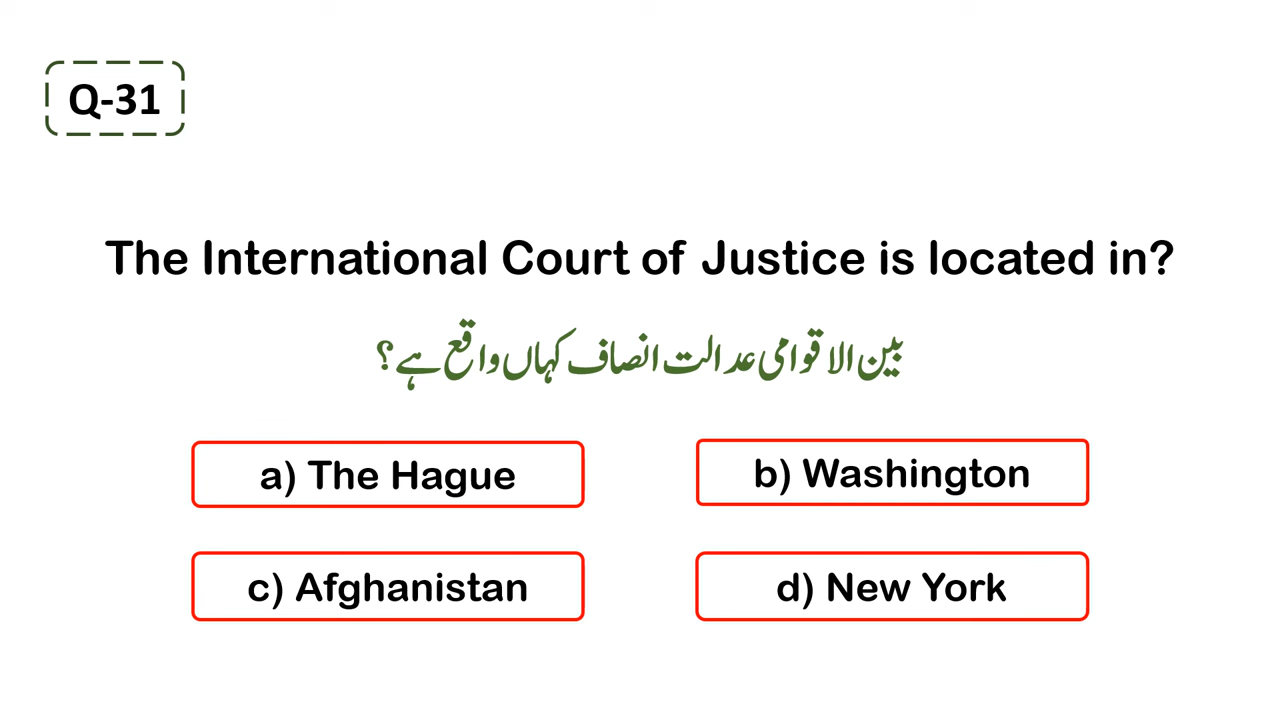 Q-31
The International Court of Justice is located in?
بین الاقوامی عدالت انصاف کہاں واقع ہے؟
a) The Hague
b) Washington
c) Afghanistan
d) New York